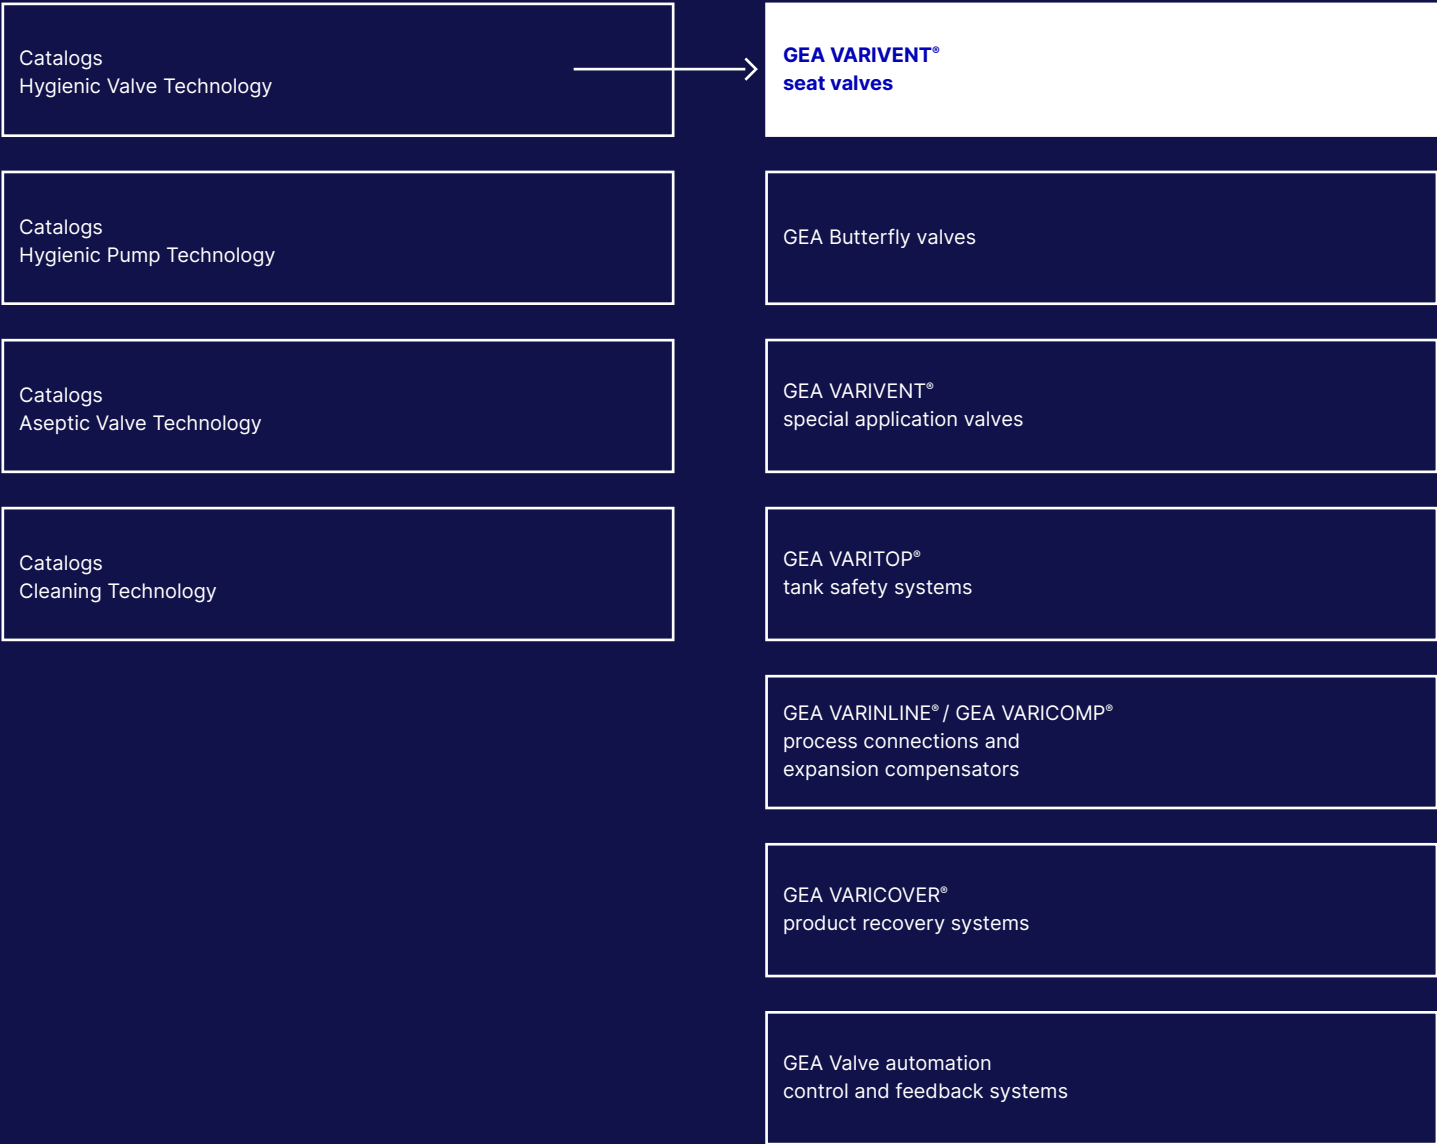 Catalogs
Hygienic Valve Technology
Catalogs
Hygienic Pump Technology
Catalogs
Aseptic Valve Technology
Catalogs
Cleaning Technology
GEA VARIVENT®
seat valves
GEA Butterfly valves
GEA VARIVENT®
special application valves
GEA VARITOP®
tank safety systems
GEA VARINLINE® / GEA VARICOMP®
process connections and
expansion compensators
GEA VARICOVER®
product recovery systems
GEA Valve automation
control and feedback systems